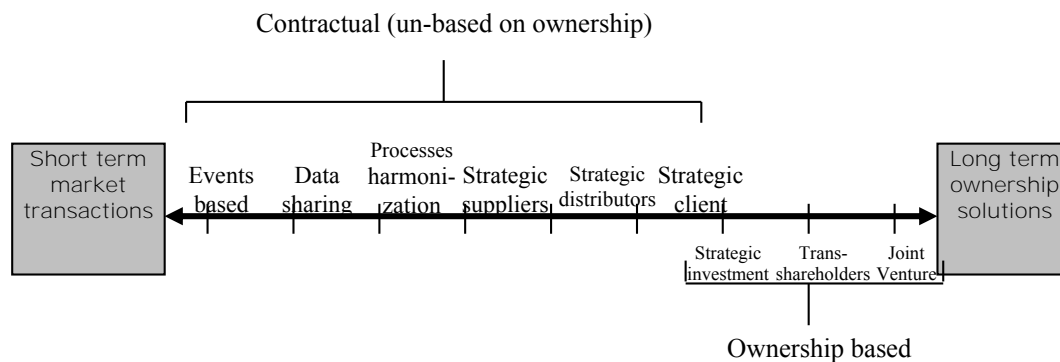 Contractual (un-based on ownership)
Short term
market
transactions
Events
based
Data
sharing
Processes
harmoni-
zation
Strategic
suppliers
Strategic
distributors
Strategic
client
Long term
ownership
solutions
Strategic
investment
Trans-
shareholders
Joint
Venture
Ownership based